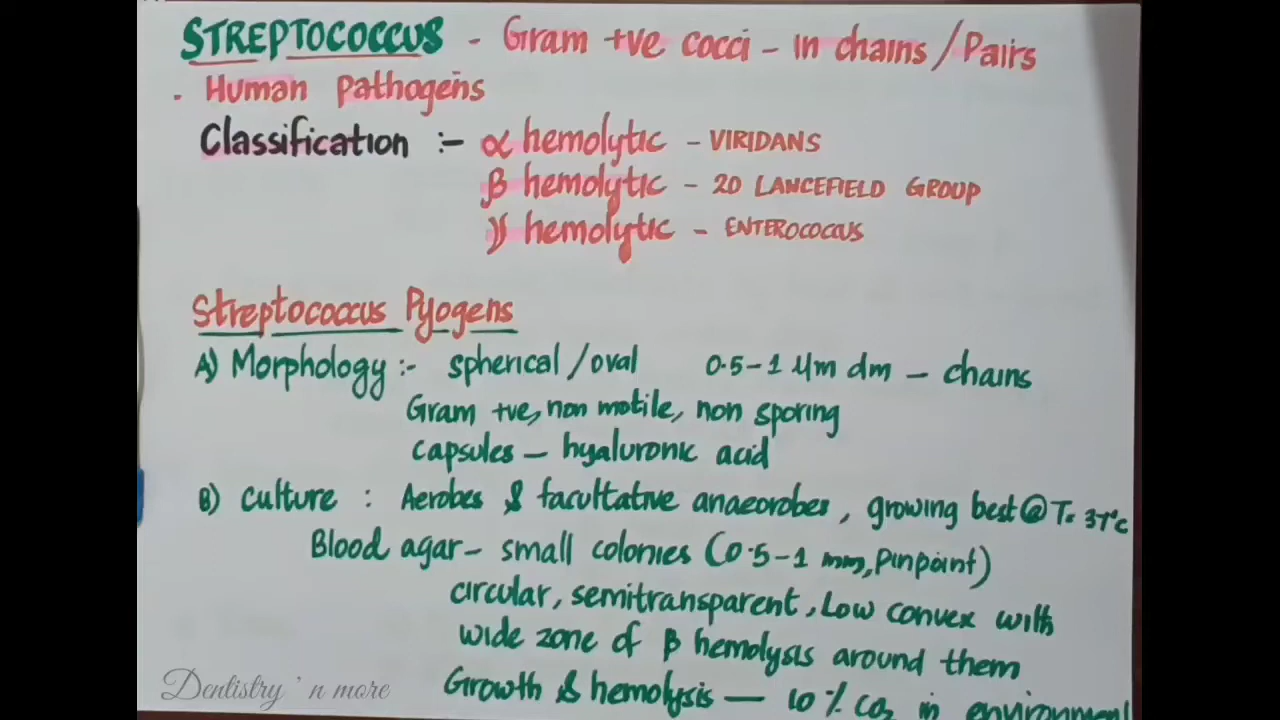 STREPTOCOCCUS - Gram +ve cocci - in chains / Pairs
. Human Pathogens
Classification :- α hemolytic - VIRIDANS
β hemolytic - 20 LANCEFIELD GROUP
γ hemolytic - ENTEROCOCCUS
Streptococcus Pyogens
A) Morphology :- spherical / oval 0.5-1 μm dm - chains
Gram +ve, non motile, non sporing
capsules - hyaluronic acid
B) culture : Aerobes & facultative anaeorobes, growing best @ T= 37°c
Blood agar - small colonies (0.5-1 mm, pinpoint)
circular, semitransparent, Low convex with
wide zone of β hemolysis around them
Growth & hemolysis - 10% CO2 in environment
Dentistry ' n more